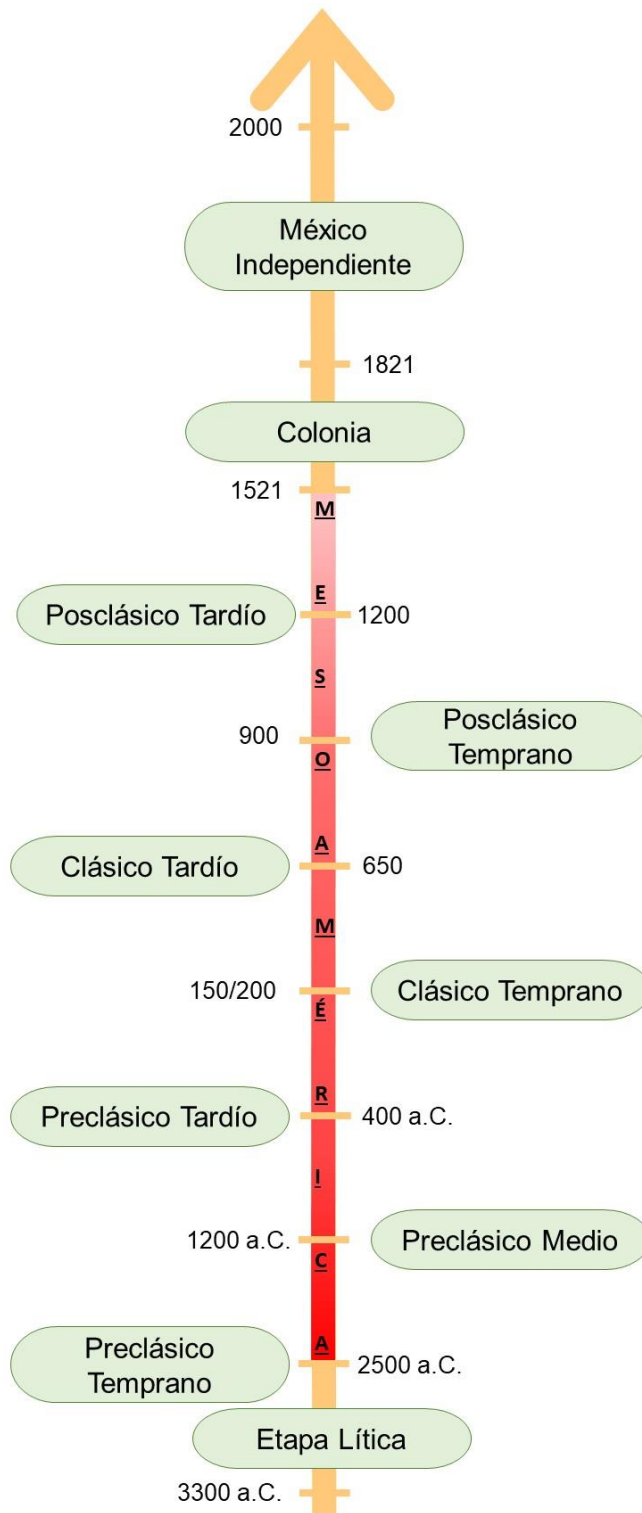 2000
México
Independiente
1821
Colonia
1521
M
E
Posclásico Tardío
1200
S
900
Posclásico
Temprano
O
A
Clásico Tardío
650
M
150/200
Clásico Temprano
É
R
Preclásico Tardío
400 a.C.
I
1200 a.C.
Preclásico Medio
C
A
Preclásico
Temprano
2500 a.C.
Etapa Lítica
3300 a.C.